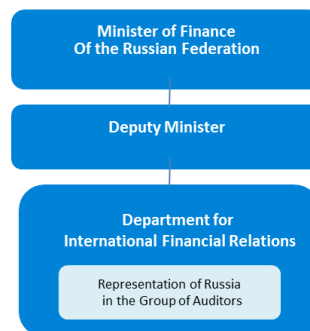 Minister of Finance
Of the Russian Federation
Deputy Minister
Department for
International Financial Relations
Representation of Russia
in the Group of Auditors